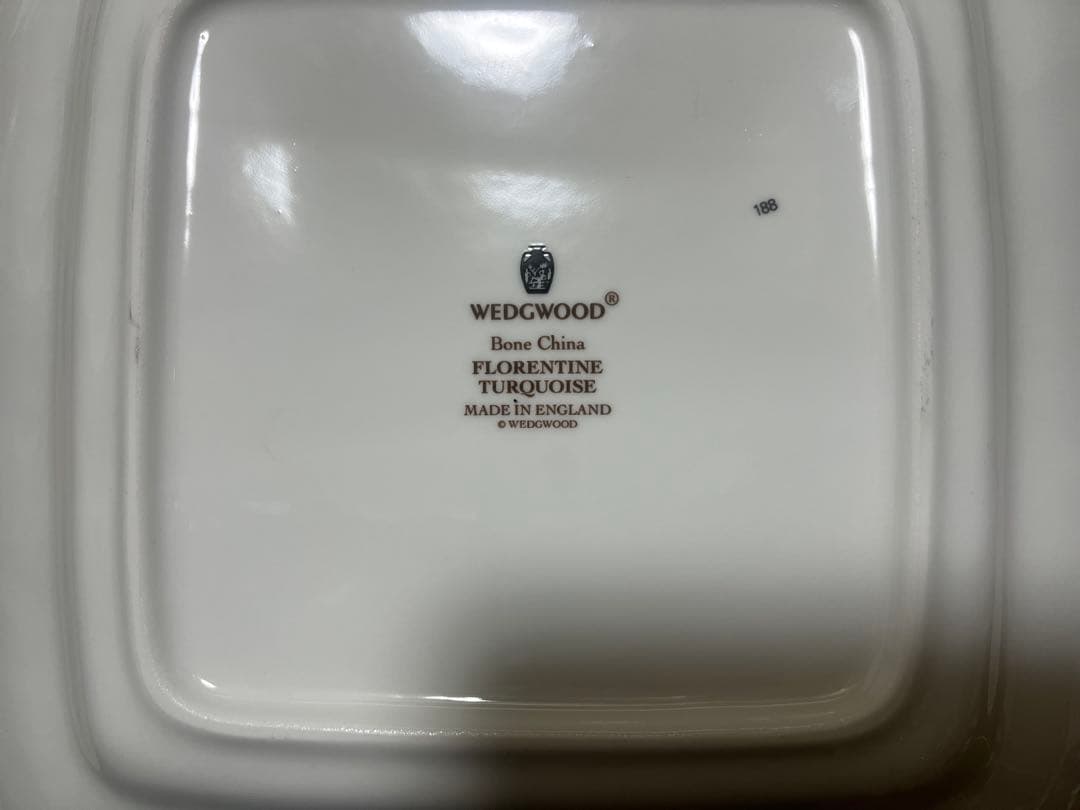 188
WEDGWOOD®
Bone China
FLORENTINE
TURQUOISE
MADE IN ENGLAND
© WEDGWOOD